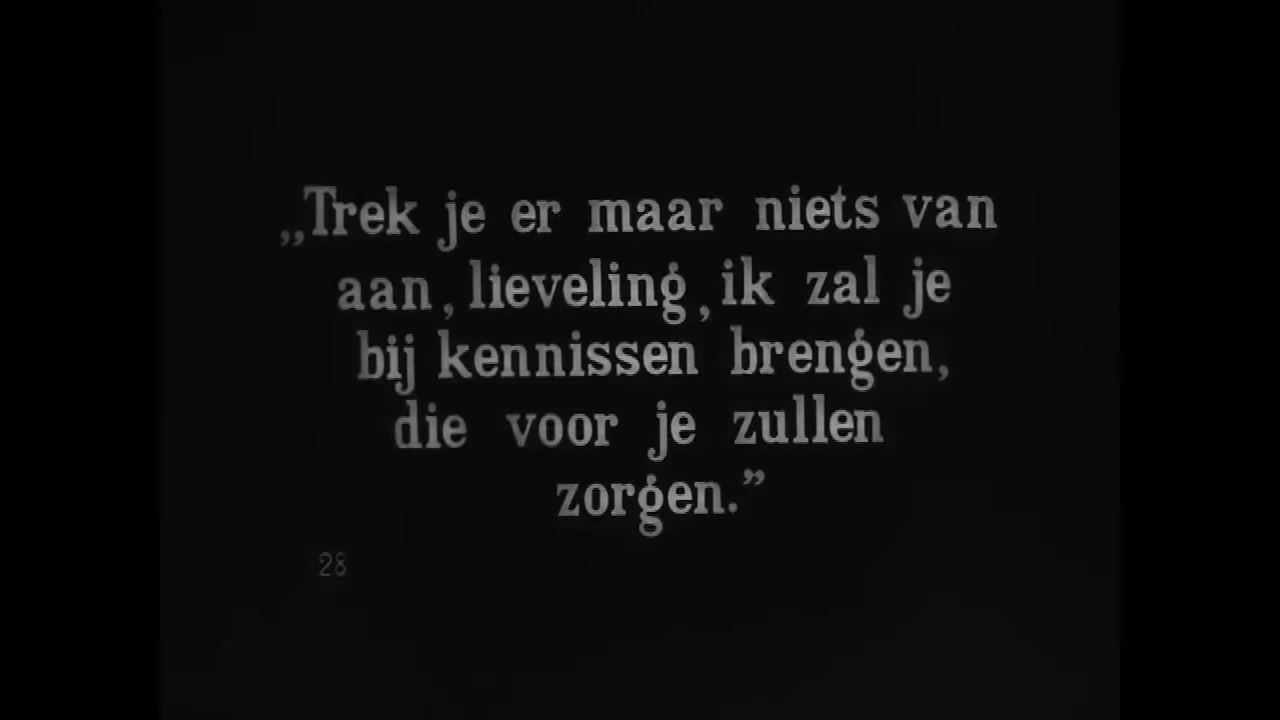 „Trek je er maar niets van
aan, lieveling, ik zal je
bij kennissen brengen,
die voor je zullen
zorgen.”
28